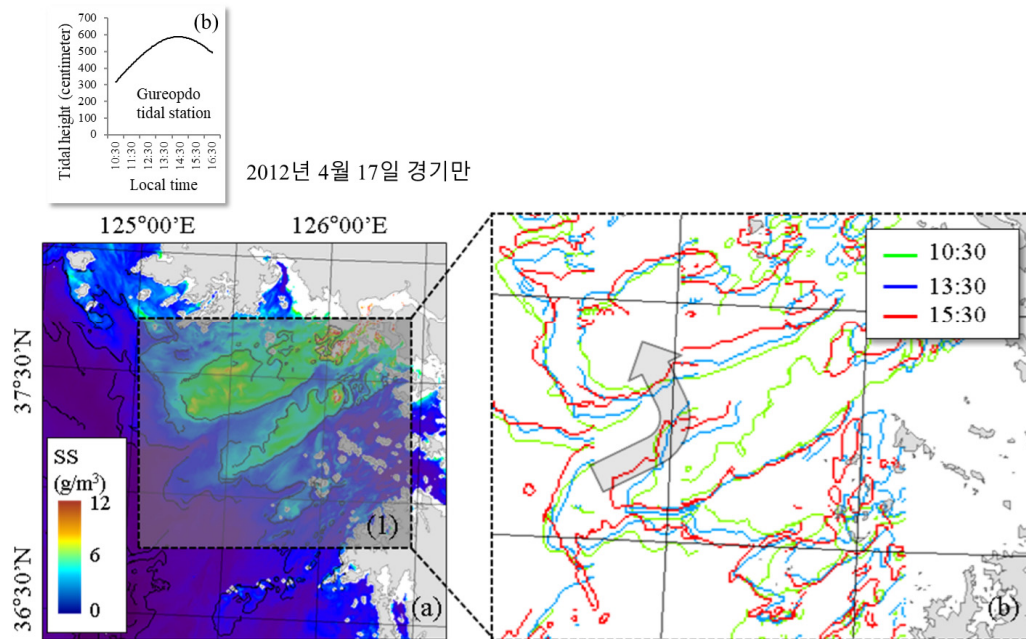 (b)
700
600
500
400
300
200
100
0
Tidal height (centimeter)
Gureopdo
tidal station
10:30
11:30
12:30
13:30
14:30
15:30
16:30
Local time
2012년 4월 17일 경기만
125°00'E
126°00'E
37°30'N
36°30'N
SS
(g/m³)
12
6
0
(1)
(a)
10:30
13:30
15:30
(b)